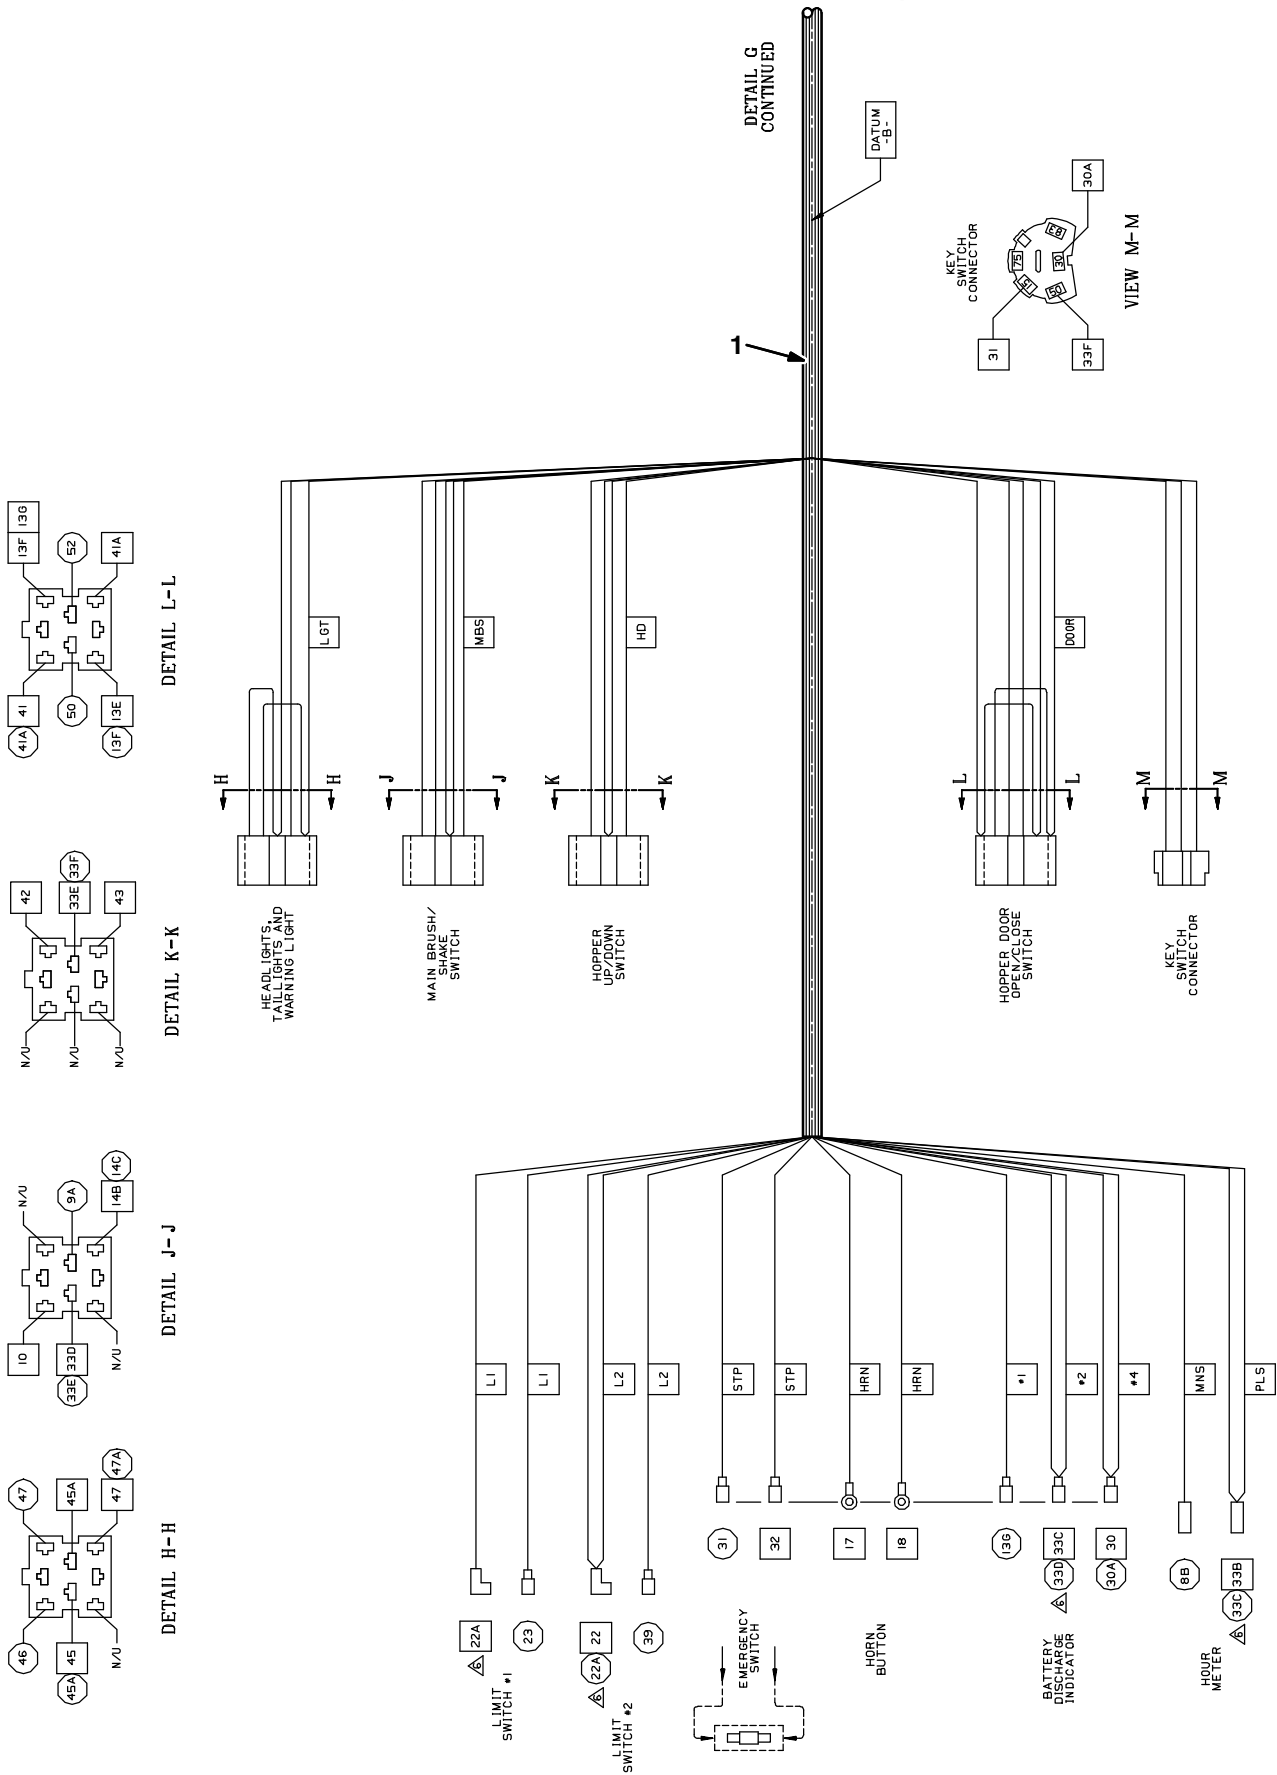 DETAIL G
CONTINUED
DATUM
-B-
30A
KEY
SWITCH
CONNECTOR
75
15
30
50
83
31
33F
VIEW M-M
1
13F 13G
52
41A
41A 41
50
13F 13E
DETAIL L-L
42
33E 33F
43
N/U
N/U
N/U
DETAIL K-K
N/U
9A
14B 14C
10
33E 33D
N/U
DETAIL J-J
47
45A
47 47A
46
45A 45
N/U
DETAIL H-H
LGT
MBS
HD
DOOR
H
H
J
J
K
K
L
L
M
M
HEADLIGHTS,
TAILLIGHTS AND
WARNING LIGHT
MAIN BRUSH/
SHAKE
SWITCH
HOPPER
UP/DOWN
SWITCH
HOPPER DOOR
OPEN/CLOSE
SWITCH
KEY
SWITCH
CONNECTOR
L1
L1
L2
L2
STP
STP
HRN
HRN
#1
#2
#4
MNS
PLS
6 22A
23
6 22A 22
39
31
32
17
18
13G
6 33D 33C
30A 30
8B
6 33C 33B
LIMIT
SWITCH #1
LIMIT
SWITCH #2
EMERGENCY
SWITCH
HORN
BUTTON
BATTERY
DISCHARGE
INDICATOR
HOUR
METER